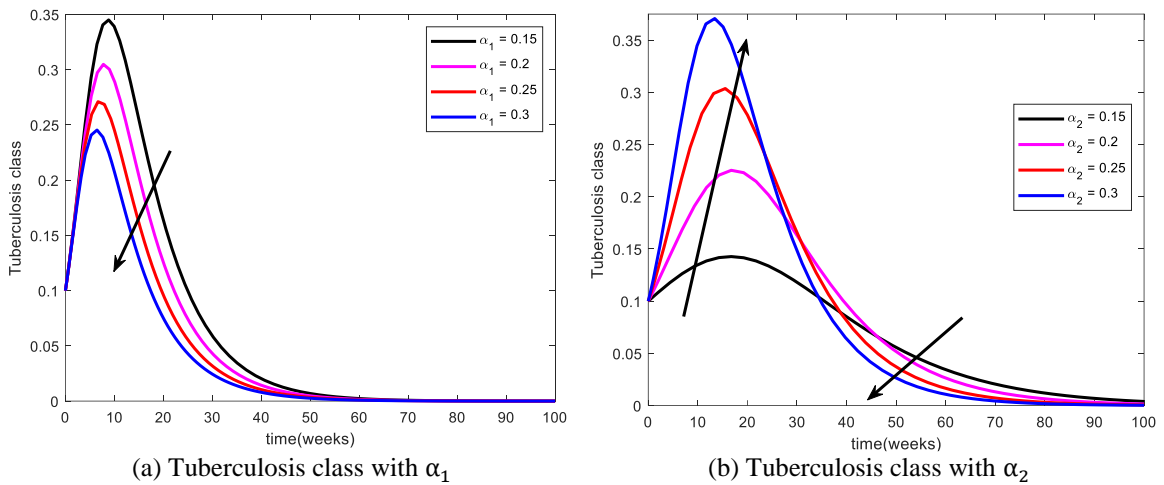 0.35
0.3
0.25
0.2
0.15
0.1
0.05
0
Tuberculosis class
0 10 20 30 40 50 60 70 80 90 100
time(weeks)
α₁ = 0.15
α₁ = 0.2
α₁ = 0.25
α₁ = 0.3
(a) Tuberculosis class with α₁
0.35
0.3
0.25
0.2
0.15
0.1
0.05
0
Tuberculosis class
0 10 20 30 40 50 60 70 80 90 100
time(weeks)
α₂ = 0.15
α₂ = 0.2
α₂ = 0.25
α₂ = 0.3
(b) Tuberculosis class with α₂